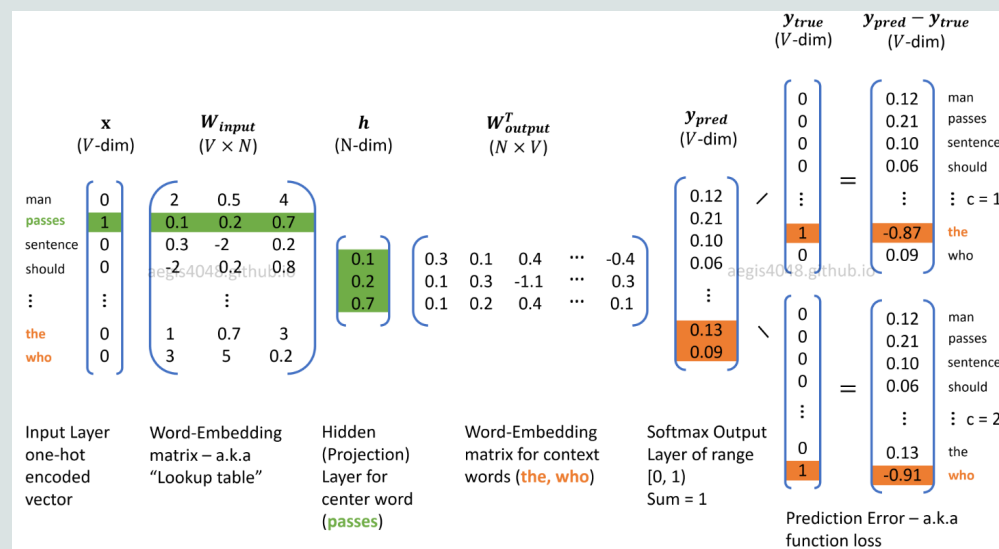 x
(V-dim)
W_input
(V × N)
h
(N-dim)
W^T_output
(N × V)
y_pred
(V-dim)
y_true
(V-dim)
y_pred − y_true
(V-dim)
man
passes
sentence
should
⋮
the
who
0
1
0
0
⋮
0
0
2 0.5 4
0.1 0.2 0.7
0.3 -2 0.2
-2 0.2 0.8
⋮
1 0.7 3
3 5 0.2
aegis4048.github.io
0.1
0.2
0.7
0.3 0.1 0.4 ⋯ -0.4
0.1 0.3 -1.1 ⋯ 0.3
0.1 0.2 0.4 ⋯ 0.1
0.12
0.21
0.10
0.06
⋮
0.13
0.09
/
0
0
0
0
⋮
1
0
=
0.12
0.21
0.10
0.06
⋮
-0.87
0.09
man
passes
sentence
should
⋮ c = 1
the
who
aegis4048.github.io
\
0
0
0
0
⋮
0
1
=
0.12
0.21
0.10
0.06
⋮
0.13
-0.91
man
passes
sentence
should
⋮ c = 2
the
who
Input Layer
one-hot
encoded
vector
Word-Embedding
matrix – a.k.a
“Lookup table”
Hidden
(Projection)
Layer for
center word
(passes)
Word-Embedding
matrix for context
words (the, who)
Softmax Output
Layer of range
[0, 1)
Sum = 1
Prediction Error – a.k.a
function loss